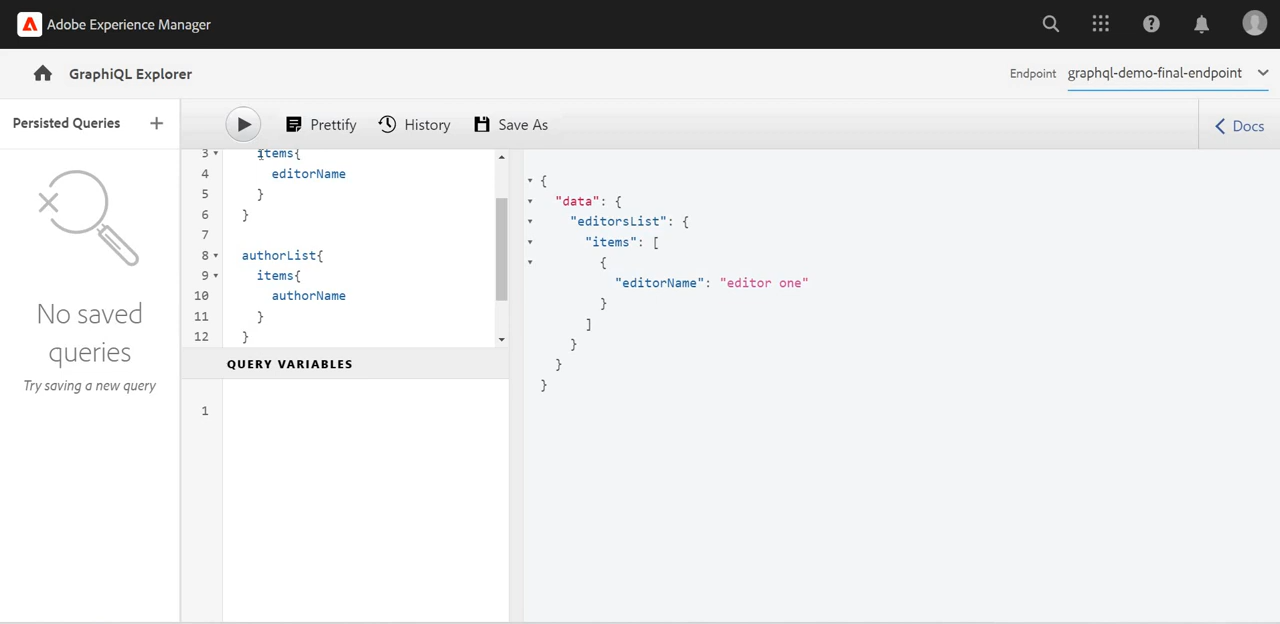 Adobe Experience Manager
GraphiQL Explorer
Endpoint graphql-demo-final-endpoint
Persisted Queries +
Prettify History Save As
Docs
No saved
queries
Try saving a new query
3 items{
4 editorName
5 }
6 }
7
8 authorList{
9 items{
10 authorName
11 }
12 }
QUERY VARIABLES
1
{
"data": {
"editorsList": {
"items": [
{
"editorName": "editor one"
}
]
}
}
}